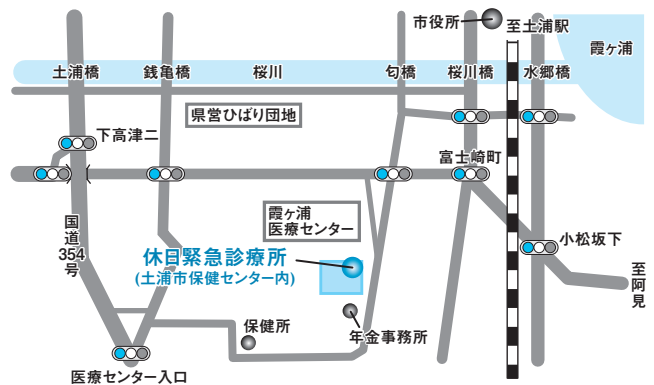 市役所
至土浦駅
霞ヶ浦
土浦橋
銭亀橋
桜川
匂橋
桜川橋
水郷橋
県営ひばり団地
下高津二
富士崎町
霞ヶ浦
医療センター
国道
354
号
小松坂下
休日緊急診療所
(土浦市保健センター内)
至阿見
保健所
年金事務所
医療センター入口